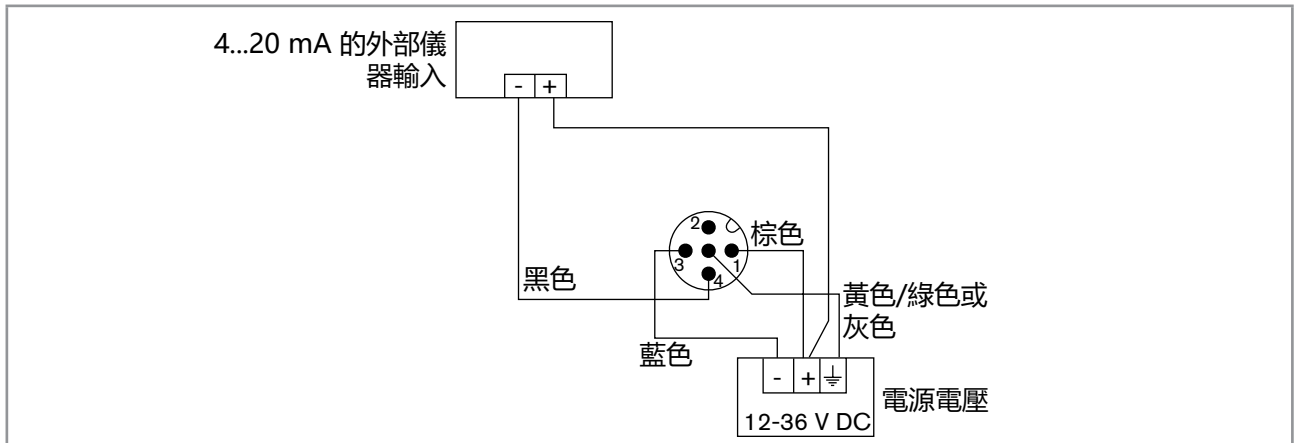 4...20 mA 的外部儀
器輸入
- +
2
棕色
3
1
4
黑色
黃色/綠色或
灰色
藍色
- +
電源電壓
12-36 V DC